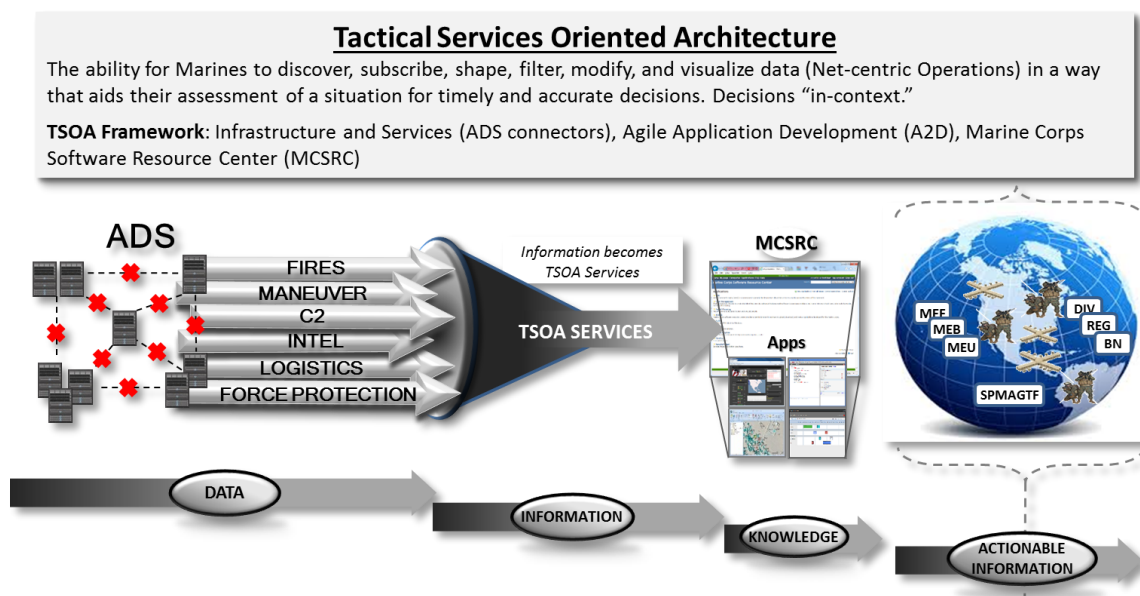 Tactical Services Oriented Architecture
The ability for Marines to discover, subscribe, shape, filter, modify, and visualize data (Net-centric Operations) in a way
that aids their assessment of a situation for timely and accurate decisions. Decisions “in-context.”
TSOA Framework: Infrastructure and Services (ADS connectors), Agile Application Development (A2D), Marine Corps
Software Resource Center (MCSRC)
ADS
FIRES
MANEUVER
C2
INTEL
LOGISTICS
FORCE PROTECTION
Information becomes
TSOA Services
TSOA SERVICES
MCSRC
Apps
MEF
MEB
MEU
DIV
REG
BN
SPMAGTF
DATA
INFORMATION
KNOWLEDGE
ACTIONABLE
INFORMATION